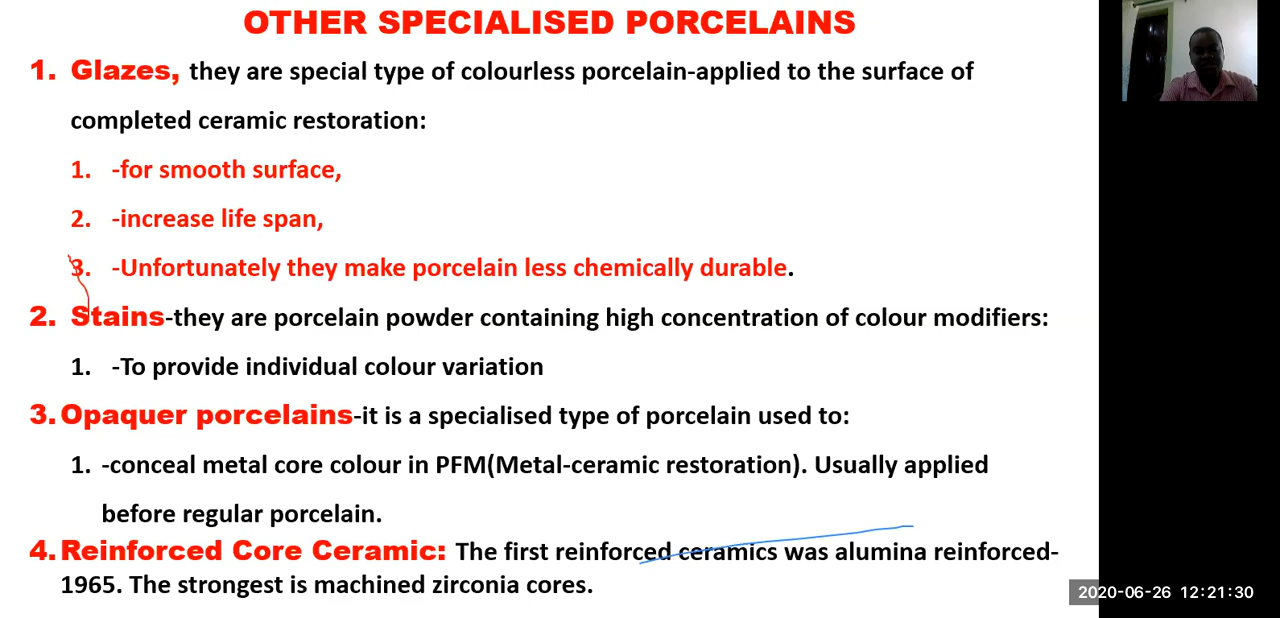 OTHER SPECIALISED PORCELAINS
1. Glazes, they are special type of colourless porcelain-applied to the surface of
completed ceramic restoration:
1. -for smooth surface,
2. -increase life span,
3. -Unfortunately they make porcelain less chemically durable.
2. Stains-they are porcelain powder containing high concentration of colour modifiers:
1. -To provide individual colour variation
3. Opaquer porcelains-it is a specialised type of porcelain used to:
1. -conceal metal core colour in PFM(Metal-ceramic restoration). Usually applied
before regular porcelain.
4. Reinforced Core Ceramic: The first reinforced ceramics was alumina reinforced-
1965. The strongest is machined zirconia cores.
2020-06-26 12:21:30